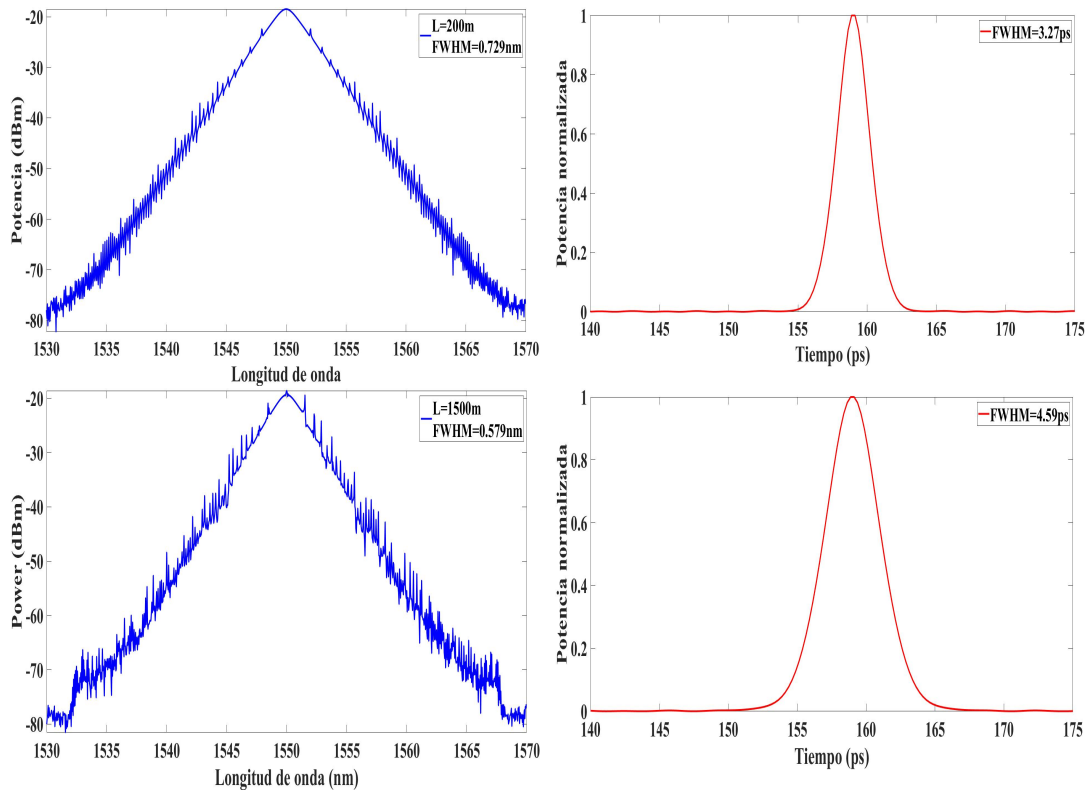 Potencia (dBm)
-20
-30
-40
-50
-60
-70
-80
L=200m
FWHM=0.729nm
1530 1535 1540 1545 1550 1555 1560 1565 1570
Longitud de onda
Potencia normalizada
1
0.8
0.6
0.4
0.2
0
FWHM=3.27ps
140 145 150 155 160 165 170 175
Tiempo (ps)
Power (dBm)
-20
-30
-40
-50
-60
-70
-80
L=1500m
FWHM=0.579nm
1530 1535 1540 1545 1550 1555 1560 1565 1570
Longitud de onda (nm)
Potencia normalizada
1
0.8
0.6
0.4
0.2
0
FWHM=4.59ps
140 145 150 155 160 165 170 175
Tiempo (ps)